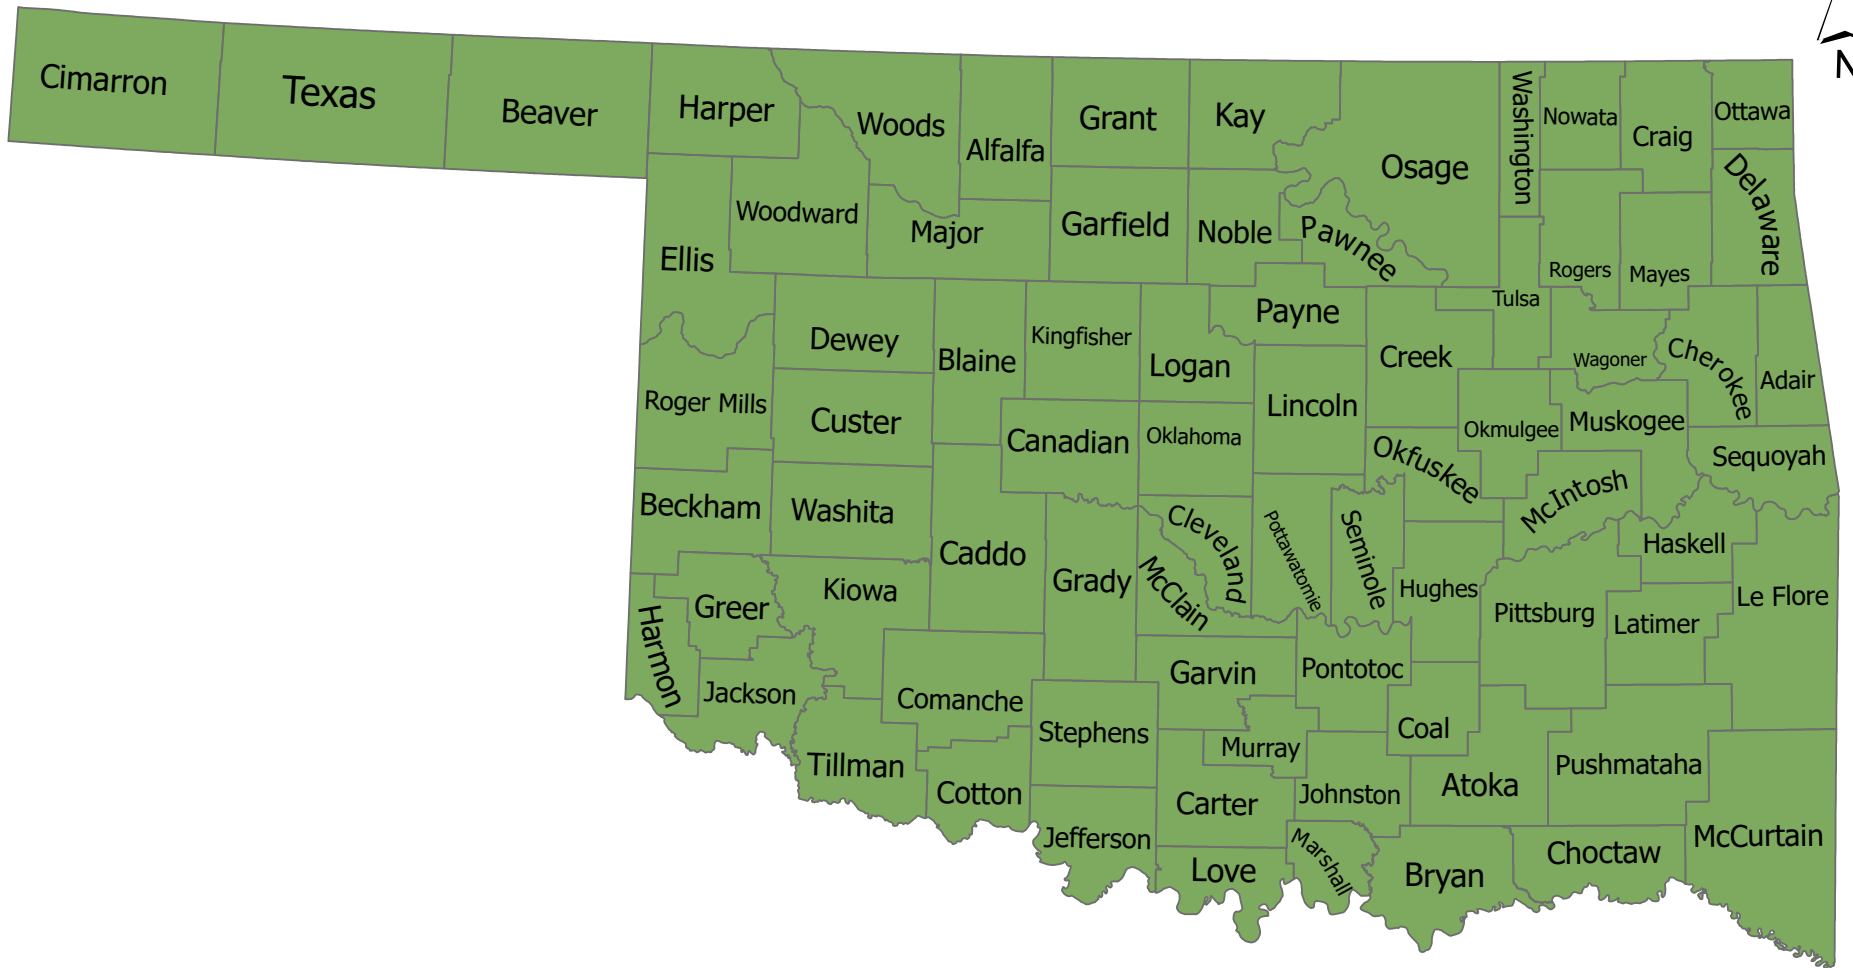 N
Cimarron
Texas
Beaver
Harper
Woods
Alfalfa
Grant
Kay
Osage
Washington
Nowata
Craig
Ottawa
Delaware
Ellis
Woodward
Major
Garfield
Noble
Pawnee
Rogers
Mayes
Tulsa
Payne
Dewey
Blaine
Kingfisher
Logan
Lincoln
Creek
Wagoner
Cherokee
Adair
Roger Mills
Custer
Canadian
Oklahoma
Okmulgee
Muskogee
Okfuskee
Sequoyah
McIntosh
Beckham
Washita
Caddo
Grady
McClain
Cleveland
Pottawatomie
Seminole
Hughes
Haskell
Pittsburg
Latimer
Le Flore
Harmon
Greer
Kiowa
Jackson
Comanche
Stephens
Garvin
Pontotoc
Coal
Murray
Tillman
Cotton
Jefferson
Carter
Johnston
Atoka
Pushmataha
Love
Marshall
Bryan
Choctaw
McCurtain